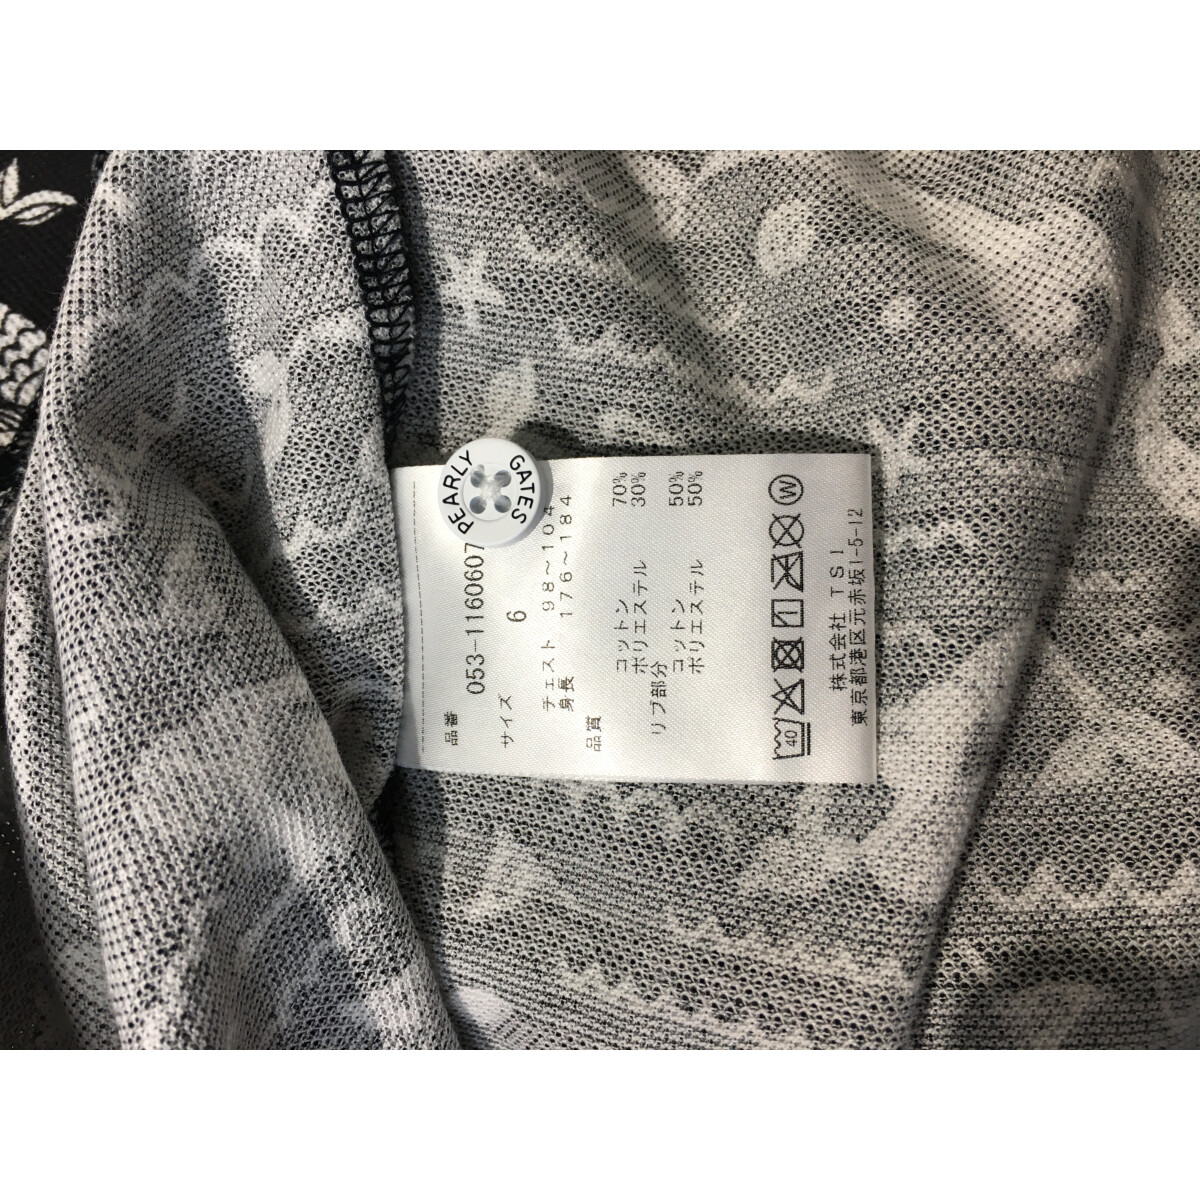 PEARLY GATES
品番
053-1160607
サイズ
6
チェスト 98～104
身長 176～184
品質
コットン 70%
ポリエステル 30%
リブ部分
コットン 50%
ポリエステル 50%
40
W
株式会社 TSI
東京都港区元赤坂1-5-12